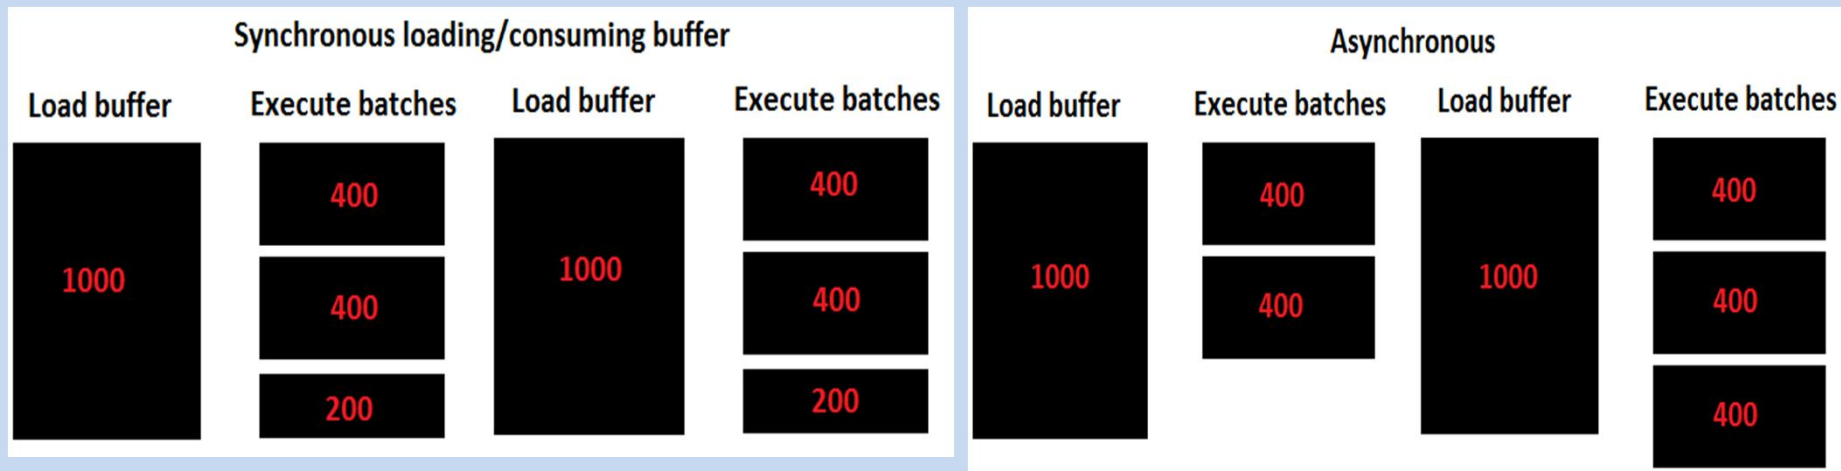 Synchronous loading/consuming buffer
Load buffer
Execute batches
Load buffer
Execute batches
1000
400
400
200
1000
400
400
200
Asynchronous
Load buffer
Execute batches
Load buffer
Execute batches
1000
400
400
1000
400
400
400